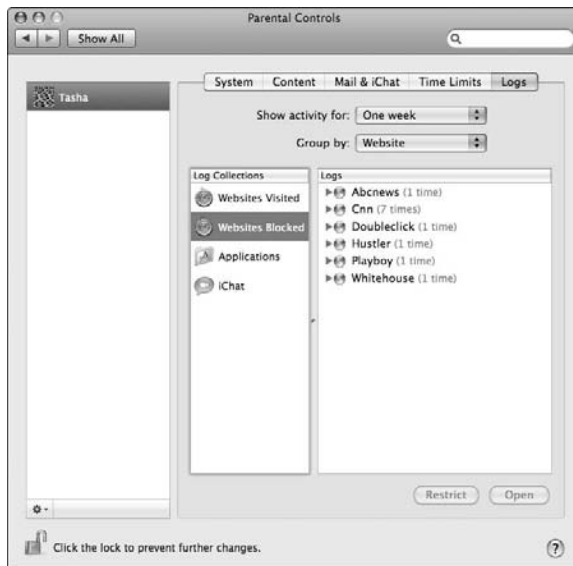 Parental Controls
Show All
Tasha
System Content Mail & iChat Time Limits Logs
Show activity for: One week
Group by: Website
Log Collections
Websites Visited
Websites Blocked
Applications
iChat
Logs
Abcnews (1 time)
Cnn (7 times)
Doubleclick (1 time)
Hustler (1 time)
Playboy (1 time)
Whitehouse (1 time)
Restrict Open
Click the lock to prevent further changes.
?